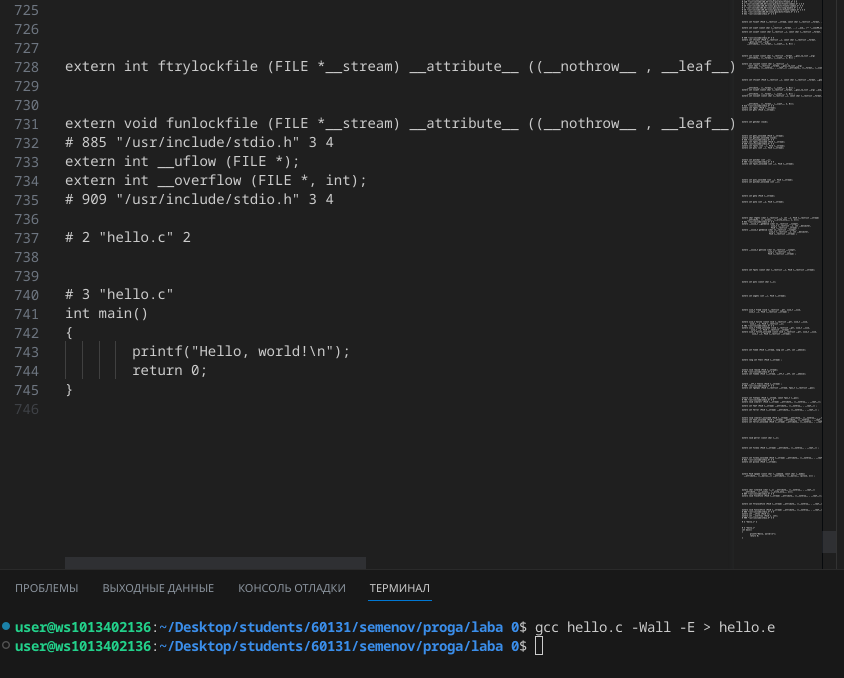 725
726
727
728 extern int ftrylockfile (FILE *__stream) __attribute__ ((__nothrow__ , __leaf__)
729
730
731 extern void funlockfile (FILE *__stream) __attribute__ ((__nothrow__ , __leaf__)
732 # 885 "/usr/include/stdio.h" 3 4
733 extern int __uflow (FILE *);
734 extern int __overflow (FILE *, int);
735 # 909 "/usr/include/stdio.h" 3 4
736
737 # 2 "hello.c" 2
738
739
740 # 3 "hello.c"
741 int main()
742 {
743 printf("Hello, world!\n");
744 return 0;
745 }
746
ПРОБЛЕМЫ ВЫХОДНЫЕ ДАННЫЕ КОНСОЛЬ ОТЛАДКИ ТЕРМИНАЛ
user@ws1013402136:~/Desktop/students/60131/semenov/proga/laba 0$ gcc hello.c -Wall -E > hello.e
user@ws1013402136:~/Desktop/students/60131/semenov/proga/laba 0$